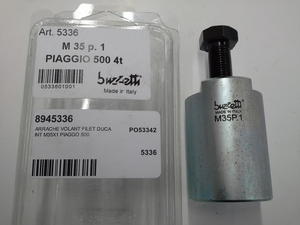 Art. 5336
M 35 p. 1
PIAGGIO 500 4t
buzzetti
Made in Italy
0533601001
8945336
ARRACHE VOLANT FILET DUCA
PO53342
INT M35X1 PIAGGO 500
5336
buzzetti
MADE IN ITALY
M35P.1